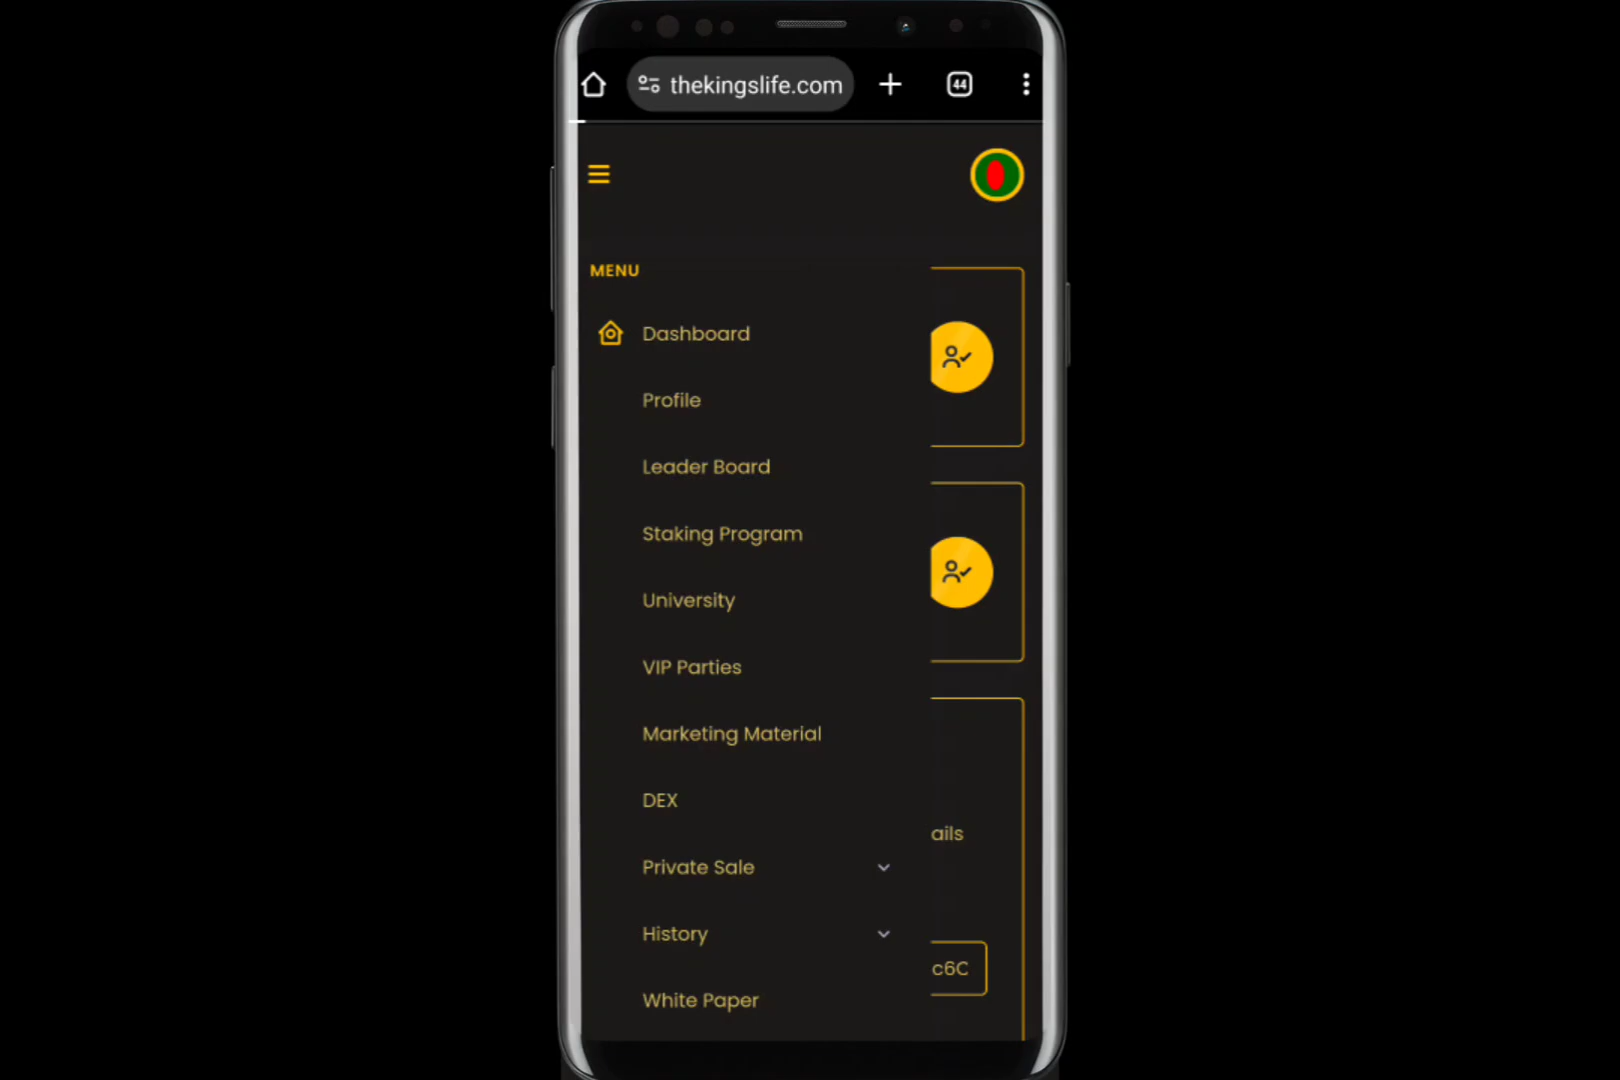 thekingslife.com
44
MENU
Dashboard
Profile
Leader Board
Staking Program
University
VIP Parties
Marketing Material
DEX
ails
Private Sale
History
c6C
White Paper